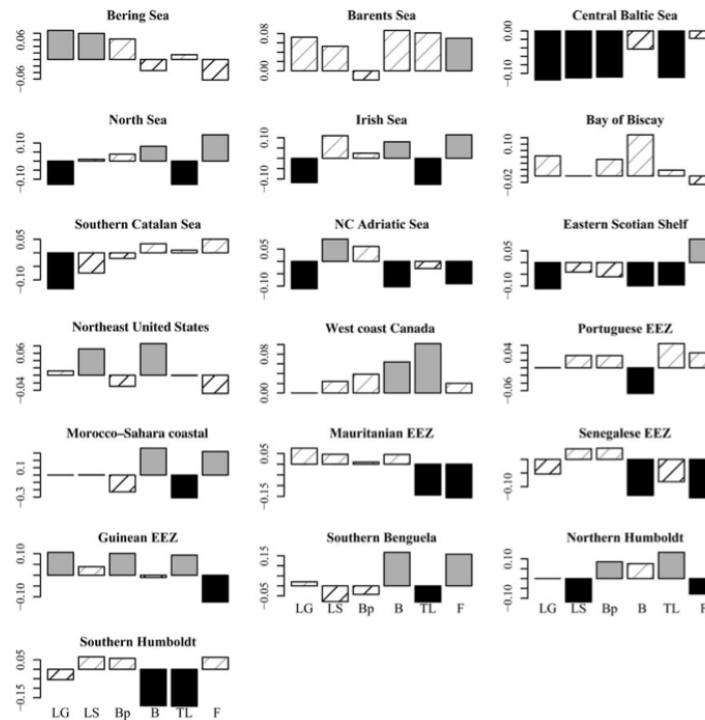 Bering Sea
0.06
−0.06
Barents Sea
0.08
0.00
Central Baltic Sea
0.00
−0.10
North Sea
0.10
−0.10
Irish Sea
0.10
−0.10
Bay of Biscay
0.10
−0.02
Southern Catalan Sea
0.05
−0.10
NC Adriatic Sea
0.05
−0.10
Eastern Scotian Shelf
0.05
−0.10
Northeast United States
0.06
−0.04
West coast Canada
0.08
0.00
Portuguese EEZ
0.04
−0.06
Morocco–Sahara coastal
0.1
−0.3
Mauritanian EEZ
0.05
−0.15
Senegalese EEZ
−0.10
Guinean EEZ
0.10
−0.10
Southern Benguela
0.15
−0.05
LG LS Bp B TL F
Northern Humboldt
0.10
−0.10
LG LS Bp B TL F
Southern Humboldt
0.05
−0.15
LG LS Bp B TL F